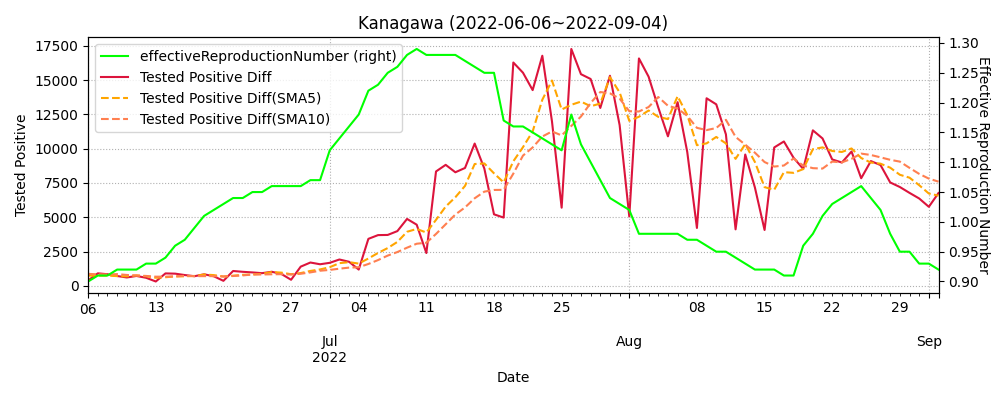 Kanagawa (2022-06-06~2022-09-04)
effectiveReproductionNumber (right)
Tested Positive Diff
Tested Positive Diff(SMA5)
Tested Positive Diff(SMA10)
Tested Positive
17500
15000
12500
10000
7500
5000
2500
0
1.30
1.25
1.20
1.15
1.10
1.05
1.00
0.95
0.90
Effective Reproduction Number
06 13 20 27 04 11 18 25 08 15 22 29
Jul Aug Sep
2022
Date